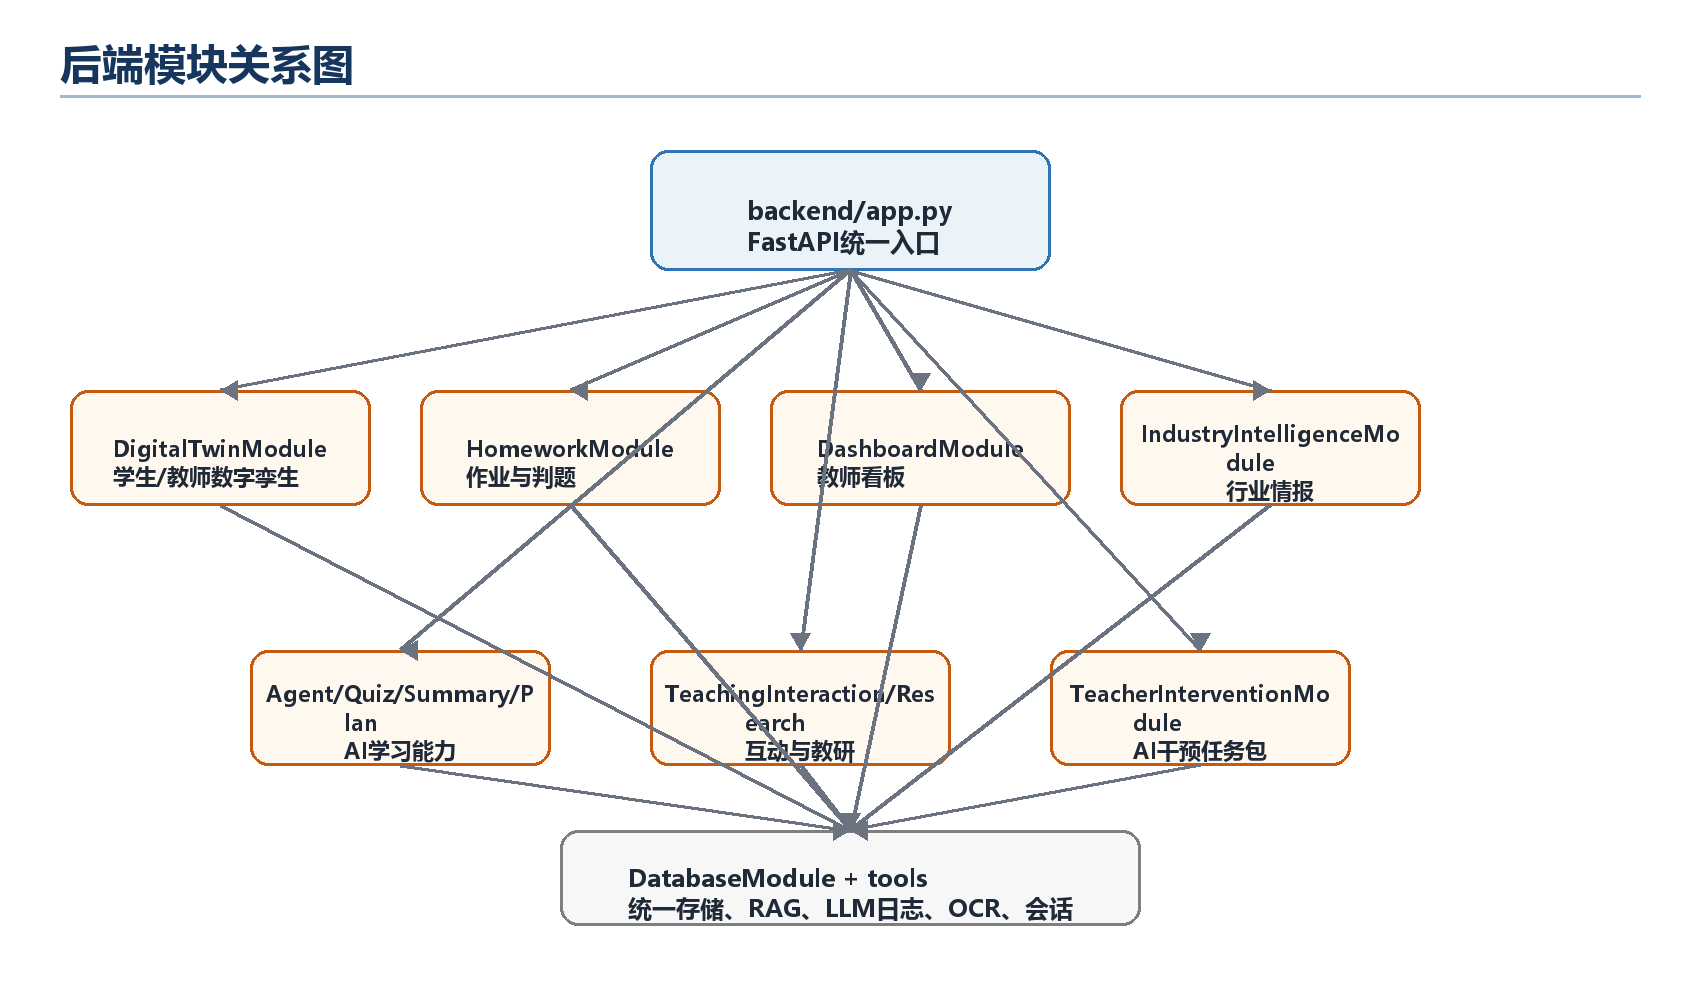 后端模块关系图
backend/app.py
FastAPI统一入口
DigitalTwinModule
学生/教师数字孪生
HomeworkModule
作业与判题
DashboardModule
教师看板
IndustryIntelligenceMo
dule
行业情报
Agent/Quiz/Summary/P
lan
AI学习能力
TeachingInteraction/Res
earch
互动与教研
TeacherInterventionMo
dule
AI干预任务包
DatabaseModule + tools
统一存储、RAG、LLM日志、OCR、会话